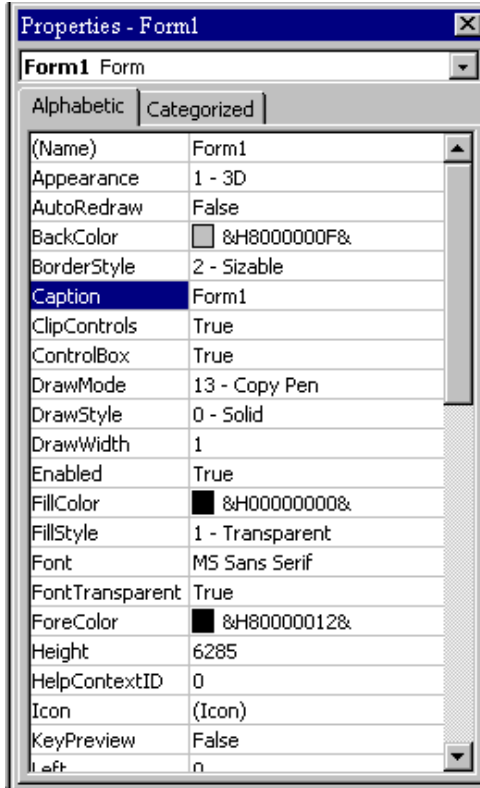 Properties - Form1
Form1 Form
Alphabetic Categorized
(Name) Form1
Appearance 1 - 3D
AutoRedraw False
BackColor &H8000000F&
BorderStyle 2 - Sizable
Caption Form1
ClipControls True
ControlBox True
DrawMode 13 - Copy Pen
DrawStyle 0 - Solid
DrawWidth 1
Enabled True
FillColor &H00000000&
FillStyle 1 - Transparent
Font MS Sans Serif
FontTransparent True
ForeColor &H80000012&
Height 6285
HelpContextID 0
Icon (Icon)
KeyPreview False
Left 0